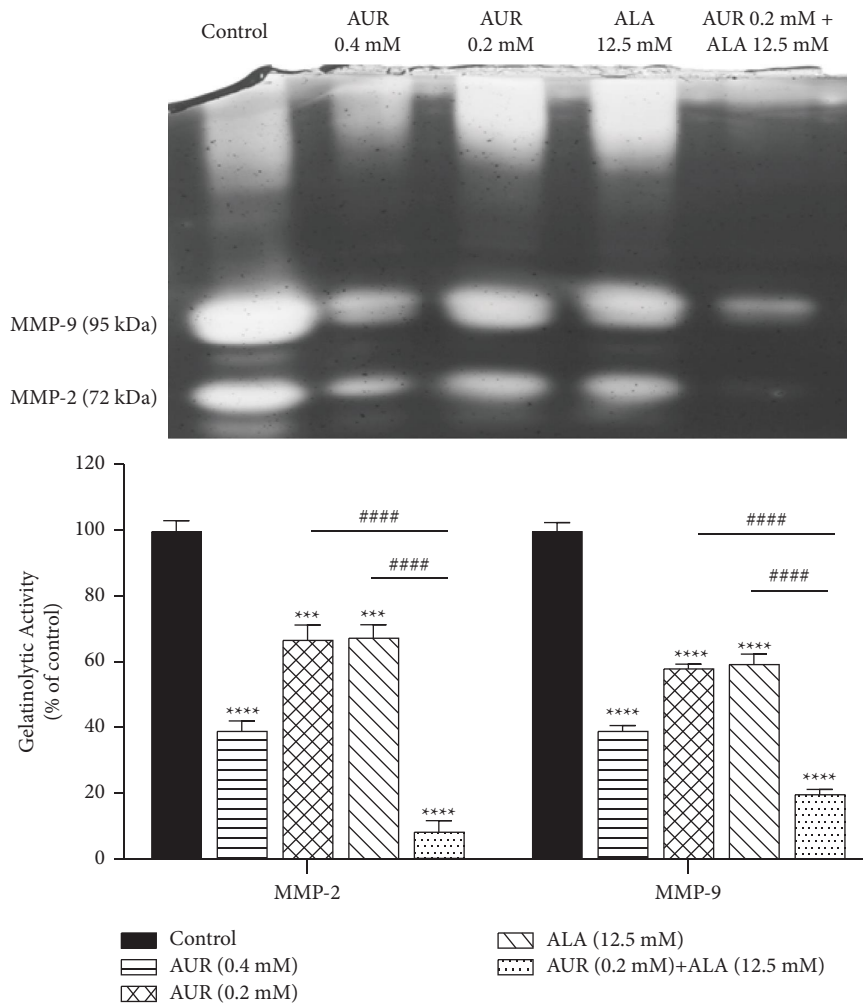 Control
AUR
0.4 mM
AUR
0.2 mM
ALA
12.5 mM
AUR 0.2 mM +
ALA 12.5 mM
MMP-9 (95 kDa)
MMP-2 (72 kDa)
Gelatinolytic Activity
(% of control)
120
100
80
60
40
20
0
####
####
***
***
****
****
####
####
****
****
****
****
MMP-2
MMP-9
Control
AUR (0.4 mM)
AUR (0.2 mM)
ALA (12.5 mM)
AUR (0.2 mM)+ALA (12.5 mM)